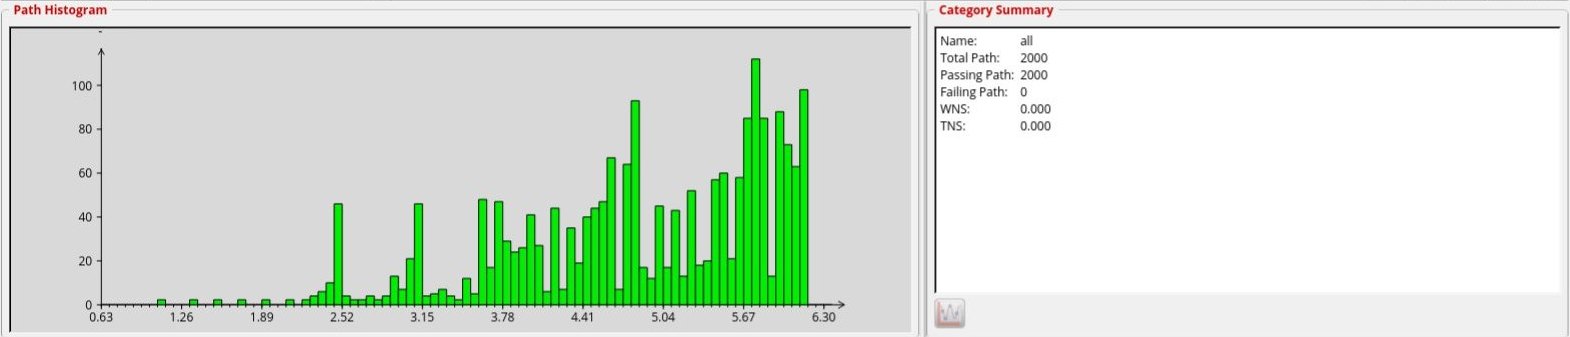 Path Histogram
100
80
60
40
20
0
0.63 1.26 1.89 2.52 3.15 3.78 4.41 5.04 5.67 6.30
Category Summary
Name: all
Total Path: 2000
Passing Path: 2000
Failing Path: 0
WNS: 0.000
TNS: 0.000